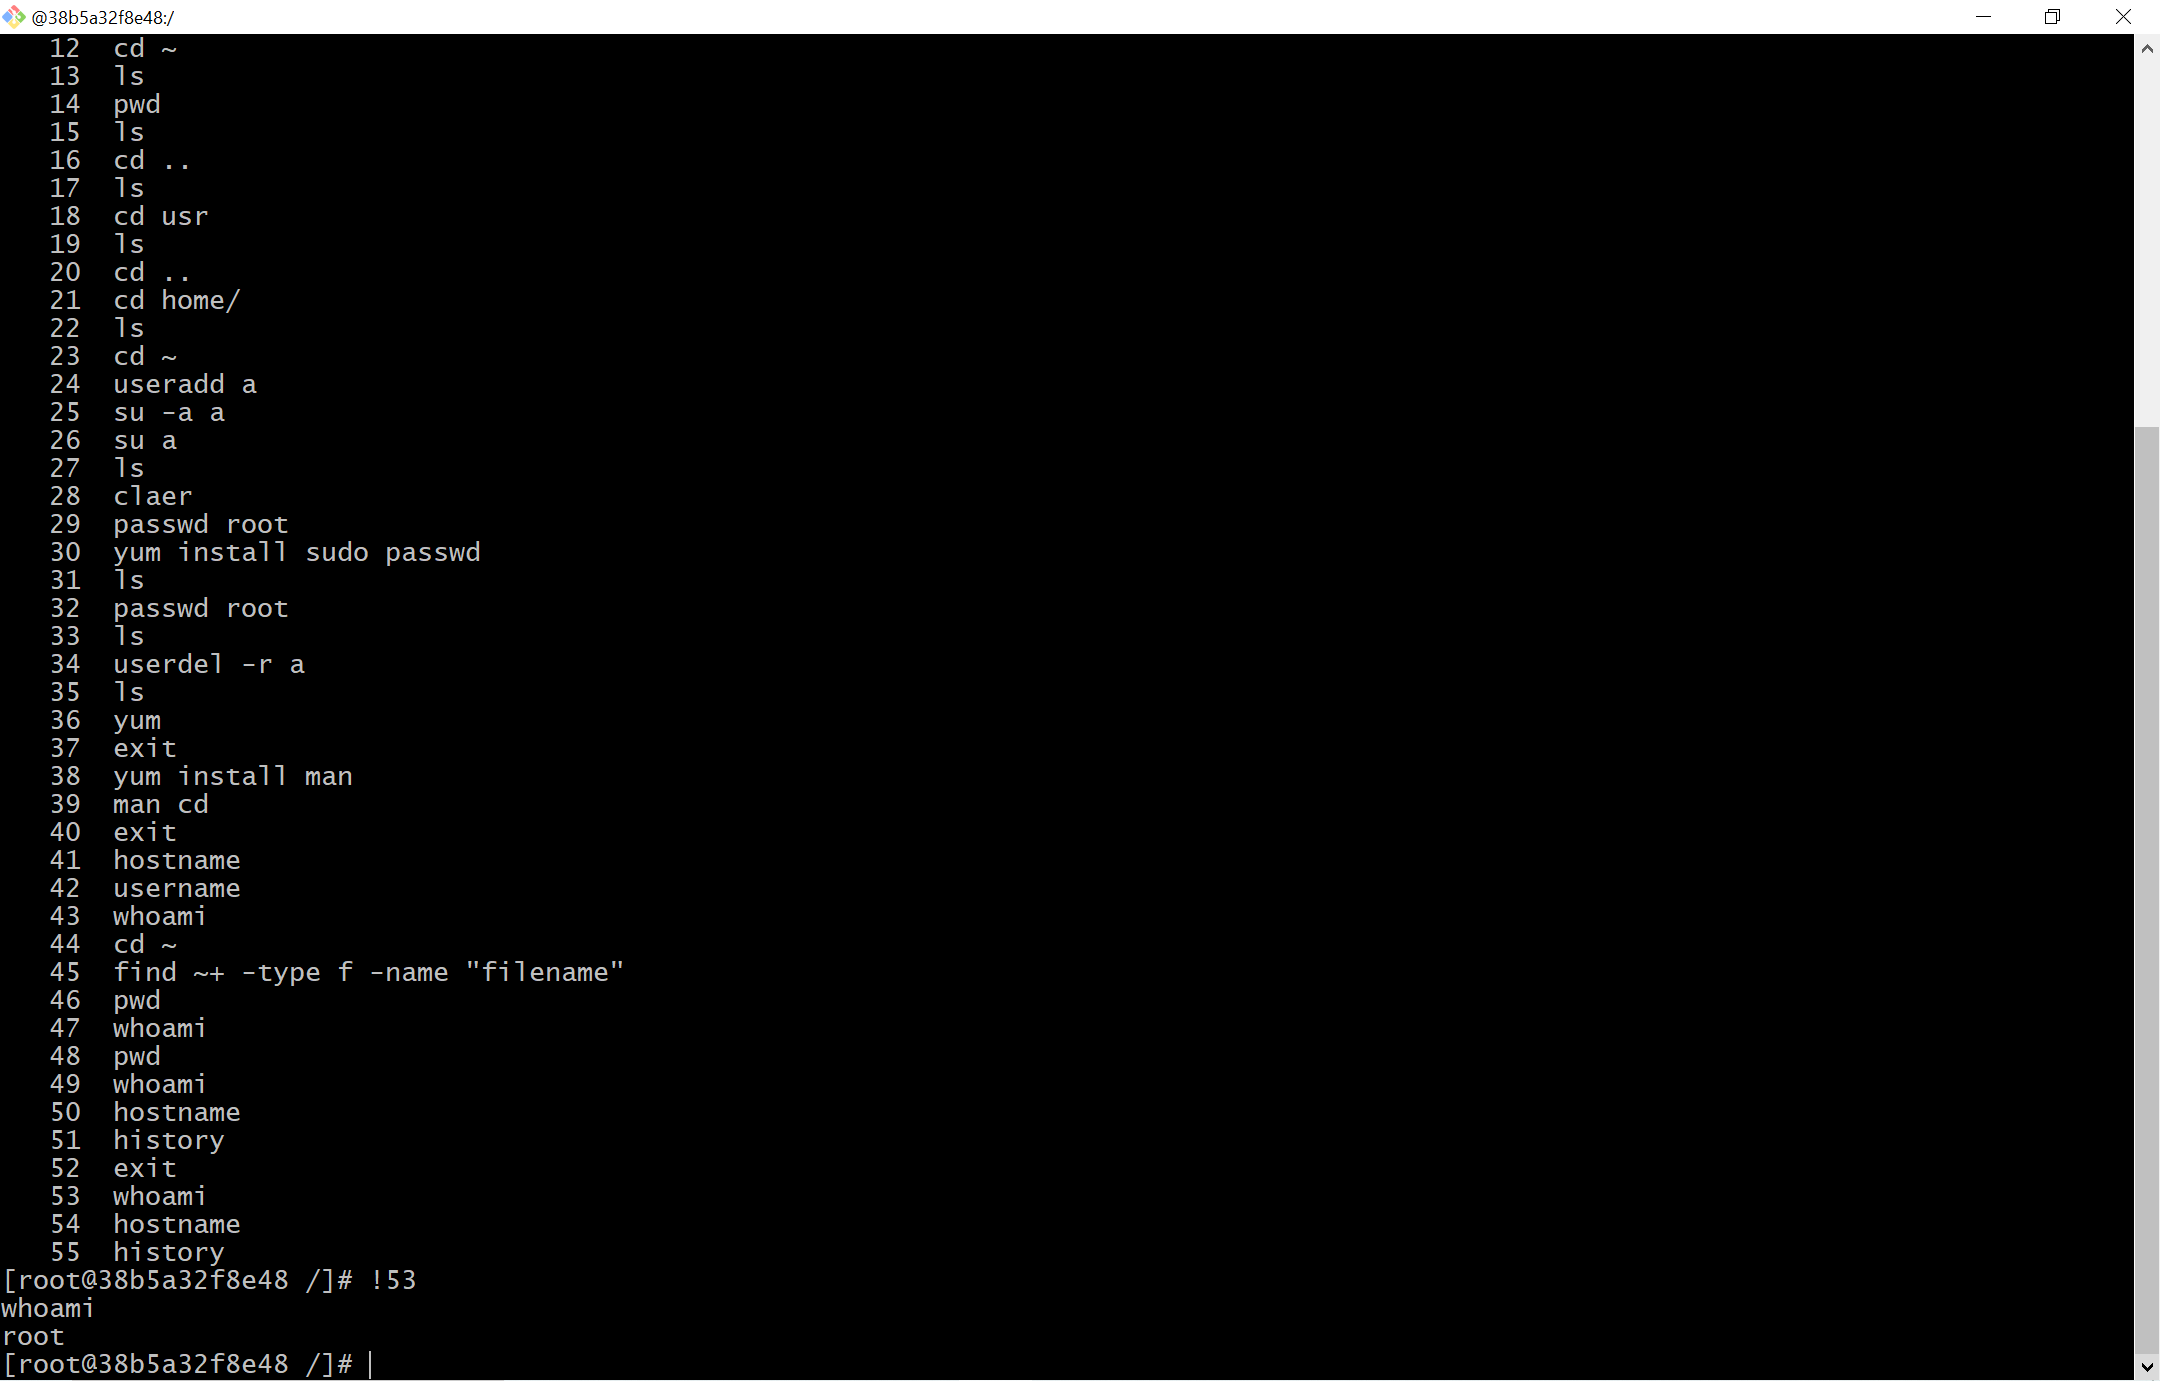 @38b5a32f8e48:/
12 cd ~
13 ls
14 pwd
15 ls
16 cd ..
17 ls
18 cd usr
19 ls
20 cd ..
21 cd home/
22 ls
23 cd ~
24 useradd a
25 su -a a
26 su a
27 ls
28 claer
29 passwd root
30 yum install sudo passwd
31 ls
32 passwd root
33 ls
34 userdel -r a
35 ls
36 yum
37 exit
38 yum install man
39 man cd
40 exit
41 hostname
42 username
43 whoami
44 cd ~
45 find ~+ -type f -name "filename"
46 pwd
47 whoami
48 pwd
49 whoami
50 hostname
51 history
52 exit
53 whoami
54 hostname
55 history
[root@38b5a32f8e48 /]# !53
whoami
root
[root@38b5a32f8e48 /]#